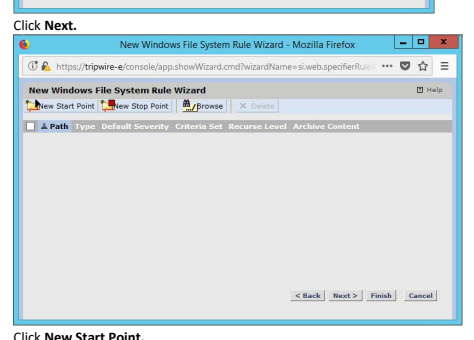 Click Next.
New Windows File System Rule Wizard - Mozilla Firefox
https://tripwire-e/console/app.showWizard.cmd?wizardName=si.web.specifierRule
New Windows File System Rule Wizard
Help
New Start Point New Stop Point Browse Delete
Path Type Default Severity Criteria Set Recurse Level Archive Content
< Back Next > Finish Cancel
Click New Start Point.